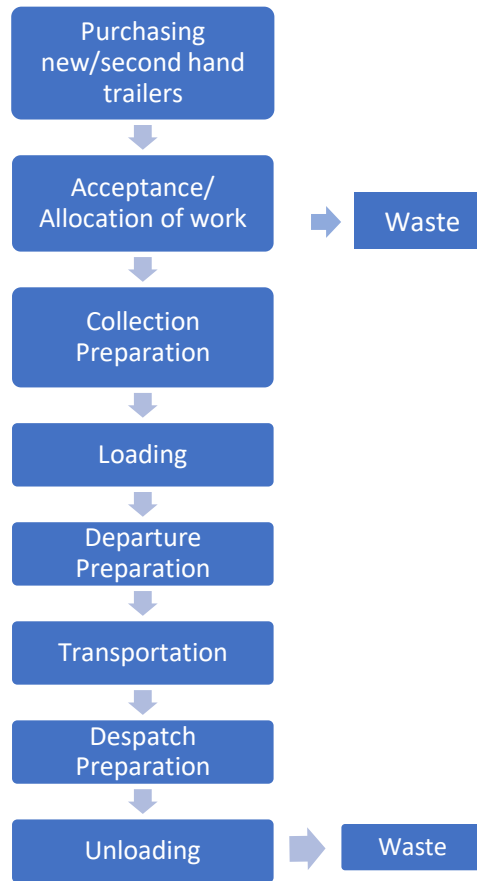 Purchasing
new/second hand
trailers
Acceptance/
Allocation of work
Waste
Collection
Preparation
Loading
Departure
Preparation
Transportation
Despatch
Preparation
Unloading
Waste